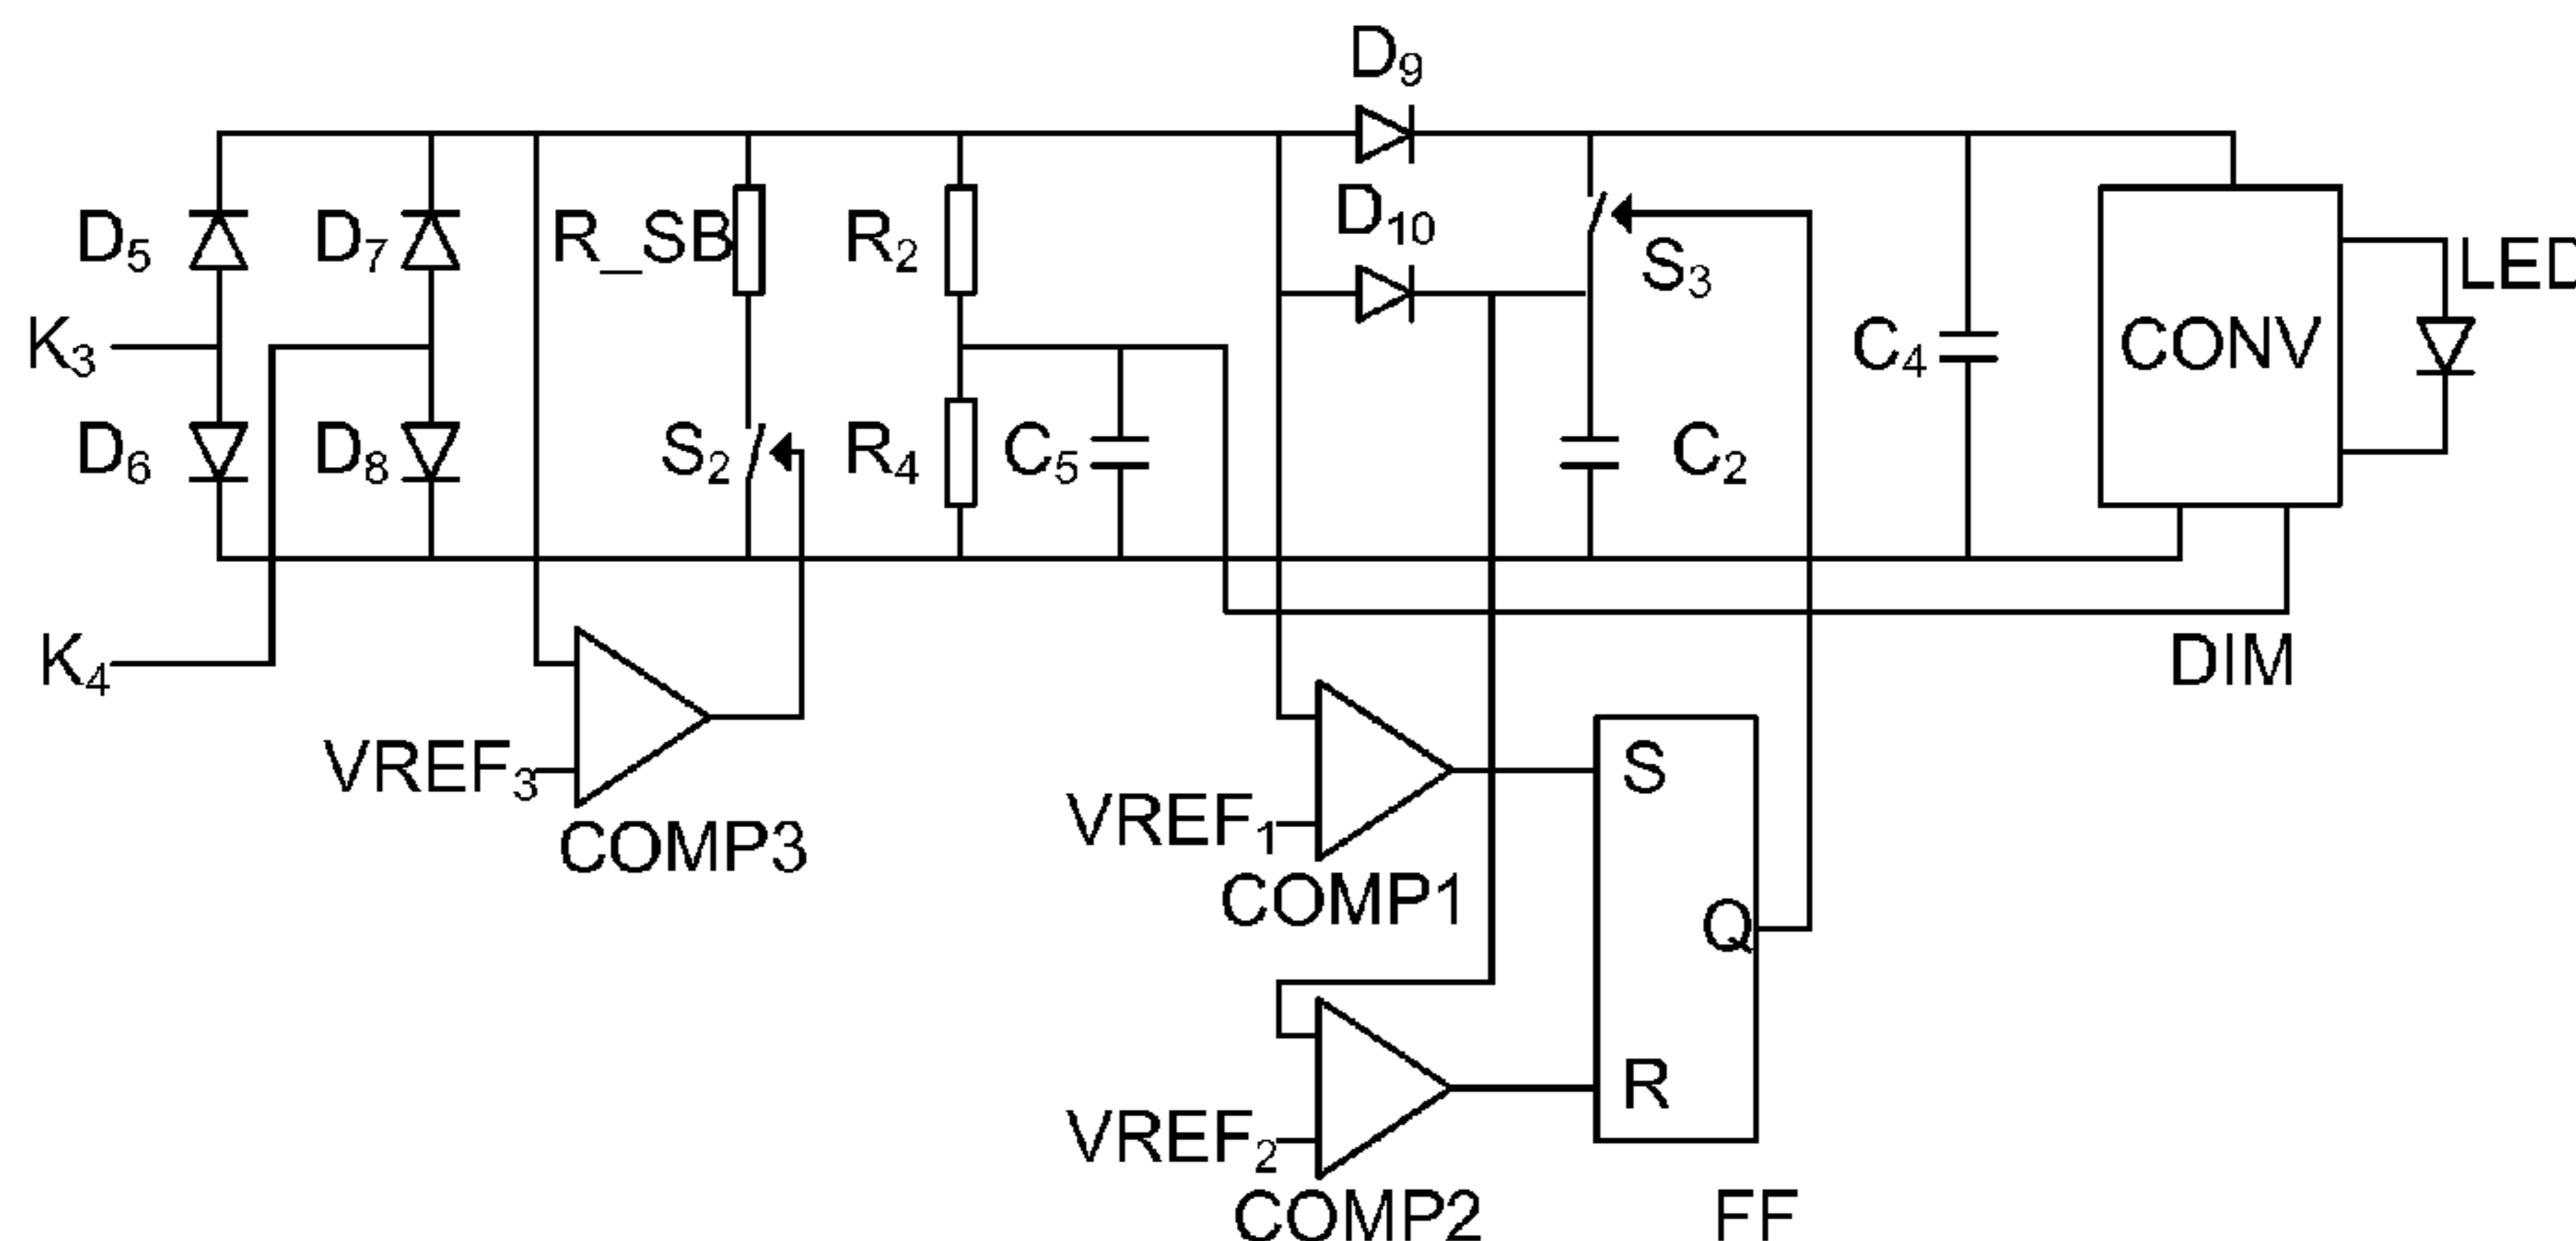 D9
D10
D5
D7
R_SB
R2
S3
LED
K3
C4
CONV
D6
D8
S2
R4
C5
C2
K4
DIM
VREF3
COMP3
S
VREF1
COMP1
Q
R
VREF2
COMP2
FF